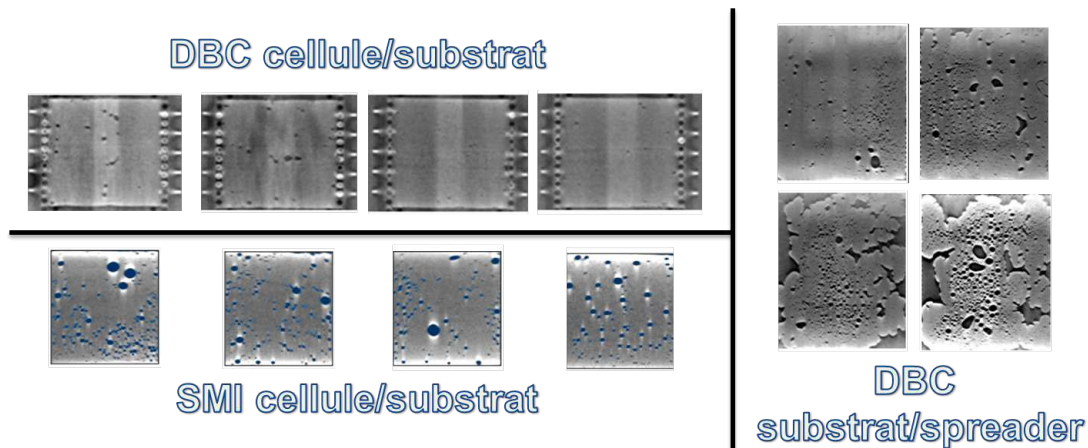 DBC cellule/substrat
SMI cellule/substrat
DBC
substrat/spreader